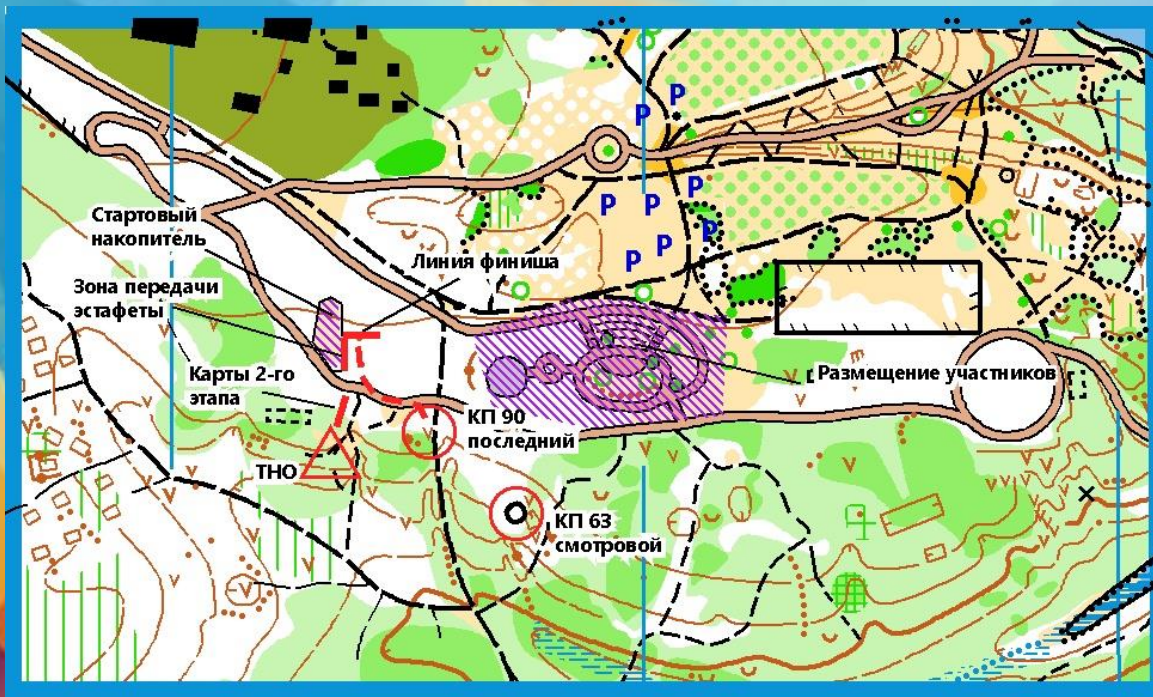 P
P
P
P
P
P
P
P
Стартовый
накопитель
Линия финиша
Зона передачи
эстафеты
Карты 2-го
этапа
Размещение участников
КП 90
последний
ТНО
КП 63
смотровой